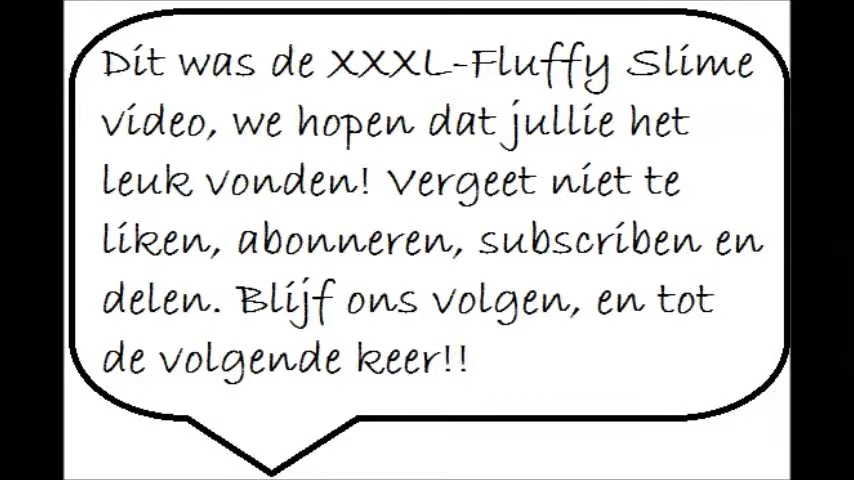 Dit was de XXXL-Fluffy Slime
video, we hopen dat jullie het
leuk vonden! Vergeet niet te
liken, abonneren, subscriben en
delen. Blijf ons volgen, en tot
de volgende keer!!